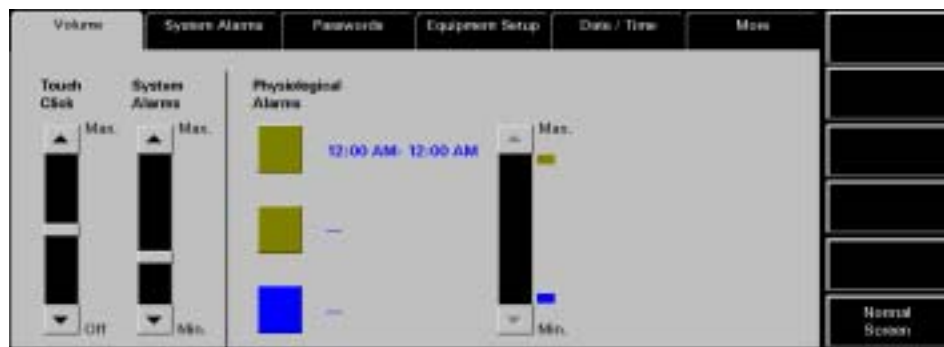 Volume
System Alarms
Passwords
Equipment Setup
Date / Time
More
Touch
Click
System
Alarms
Physiological
Alarms
Max.
Max.
Max.
12:00 AM- 12:00 AM
---
---
Off
Min.
Min.
Normal
Screen